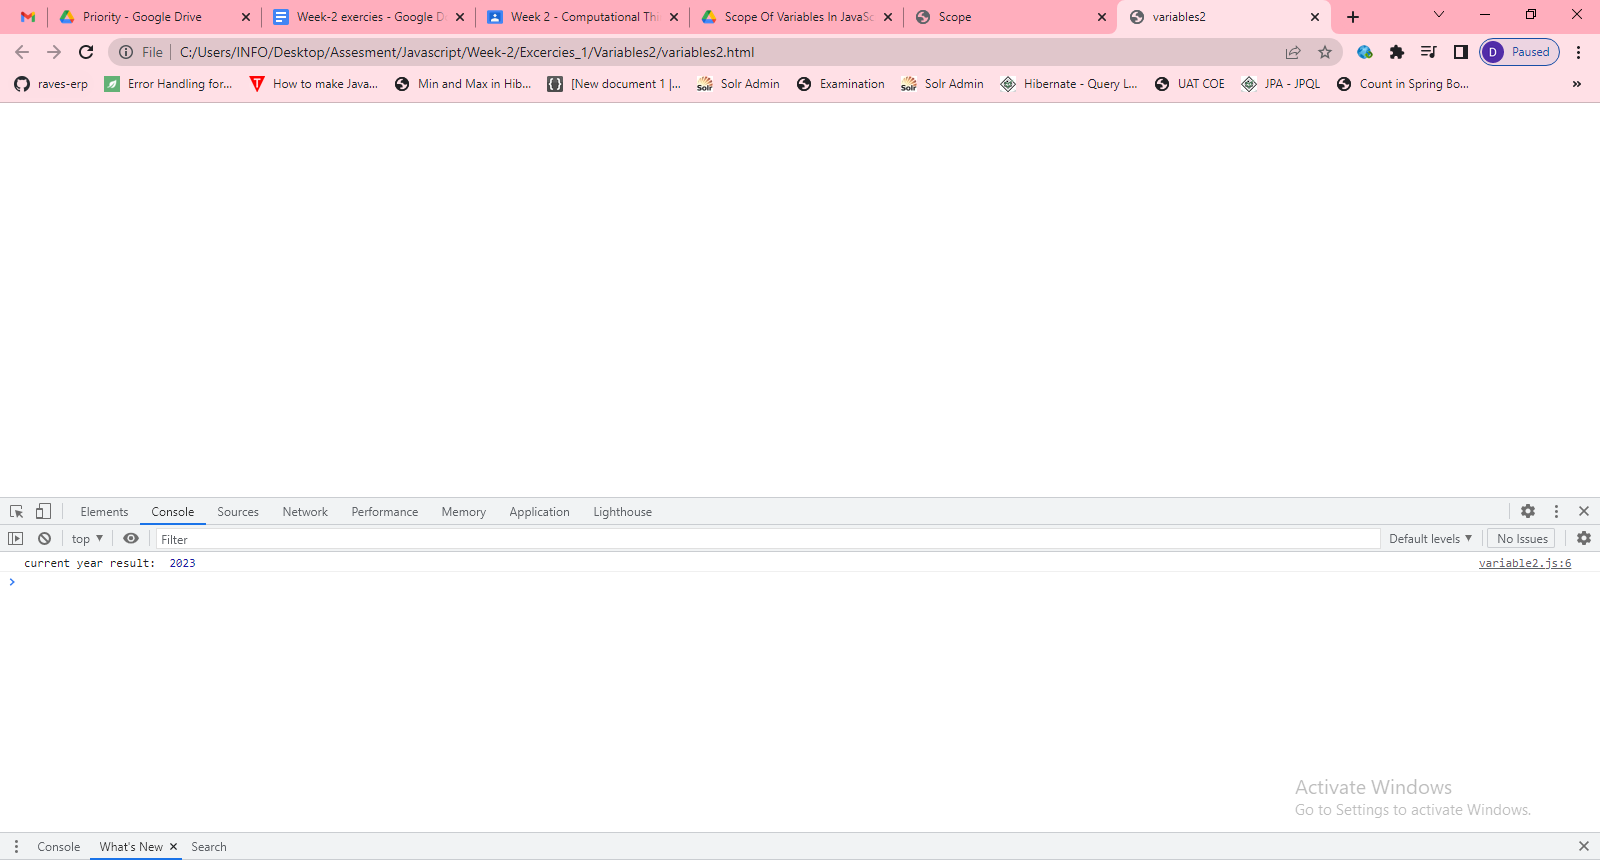 Priority - Google Drive
Week-2 exercies - Google D
Week 2 - Computational Thi
Scope Of Variables In JavaSc
Scope
variables2
File
C:/Users/INFO/Desktop/Assesment/Javascript/Week-2/Excercies_1/Variables2/variables2.html
D Paused
raves-erp
Error Handling for...
How to make Java...
Min and Max in Hib...
[New document 1 |...
Solr Admin
Examination
Solr Admin
Hibernate - Query L...
UAT COE
JPA - JPQL
Count in Spring Bo...
»
Elements Console Sources Network Performance Memory Application Lighthouse
top ▼ Filter Default levels ▼ No Issues
current year result:  2023 variable2.js:6
>
Activate Windows
Go to Settings to activate Windows.
Console What's New Search